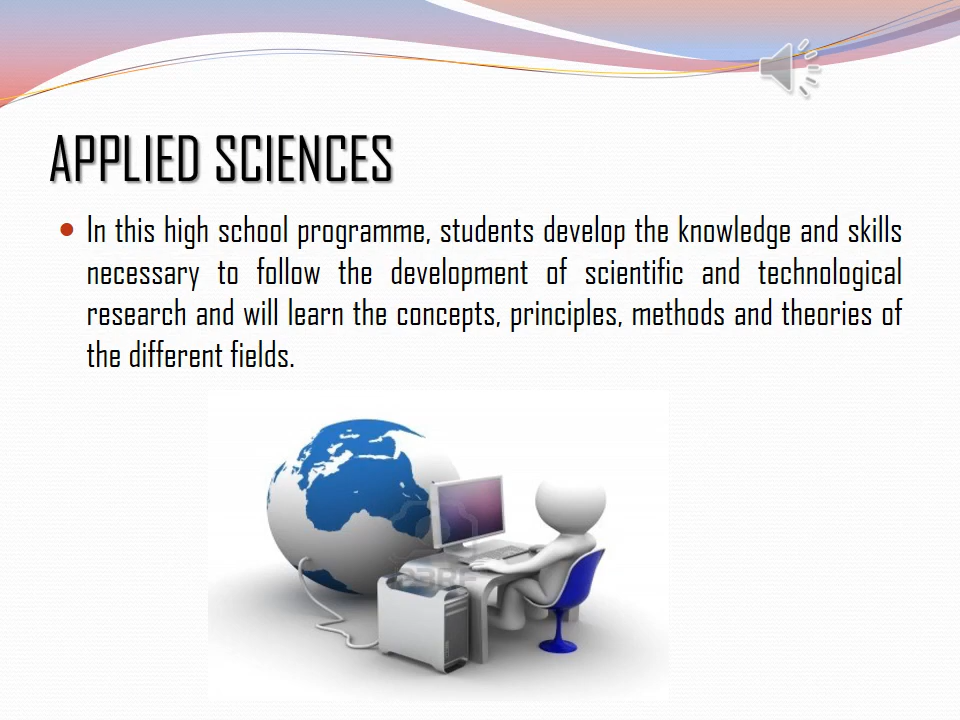 APPLIED SCIENCES
In this high school programme, students develop the knowledge and skills
necessary to follow the development of scientific and technological
research and will learn the concepts, principles, methods and theories of
the different fields.